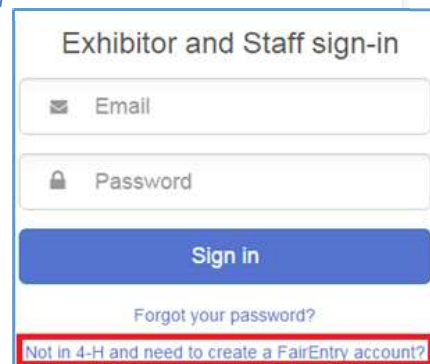 Exhibitor and Staff sign-in
Email
Password
Sign in
Forgot your password?
Not in 4-H and need to create a FairEntry account?